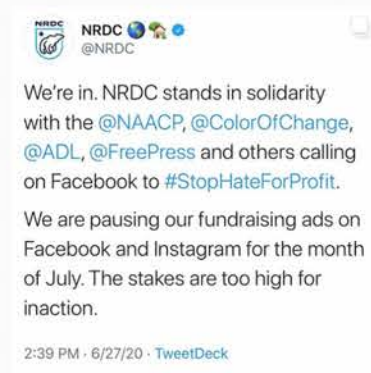 NRDC
NRDC
@NRDC
We're in. NRDC stands in solidarity
with the @NAACP, @ColorOfChange,
@ADL, @FreePress and others calling
on Facebook to #StopHateForProfit.
We are pausing our fundraising ads on
Facebook and Instagram for the month
of July. The stakes are too high for
inaction.
2:39 PM · 6/27/20 · TweetDeck